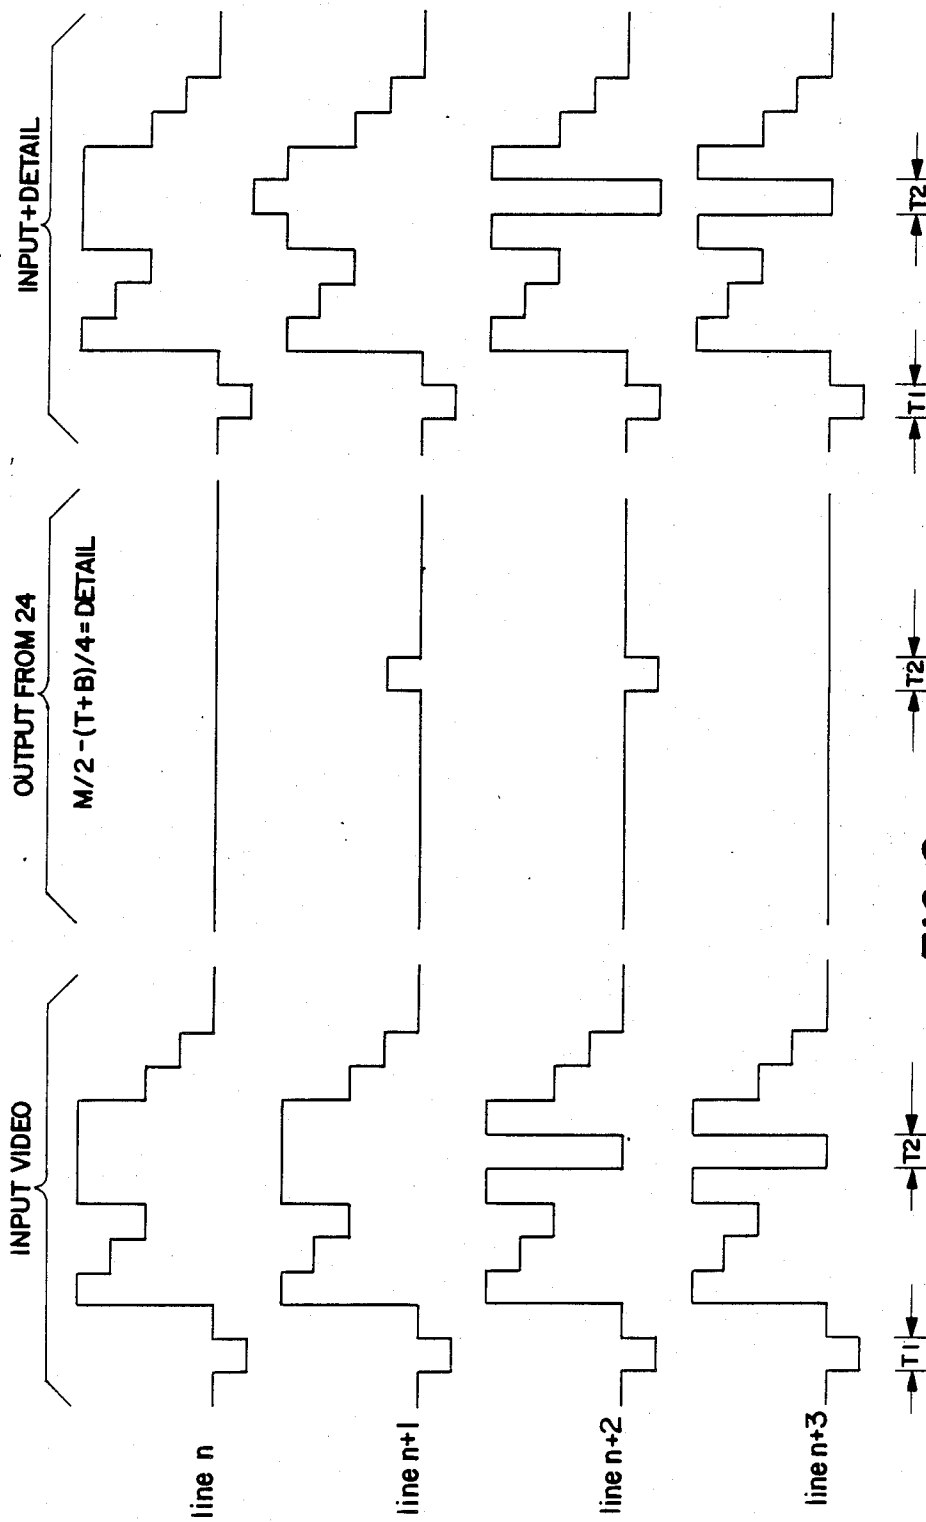 INPUT VIDEO
OUTPUT FROM 24
INPUT+DETAIL
M/2-(T+B)/4=DETAIL
line n
line n+1
line n+2
line n+3
T1
T2
T2
T1
T2